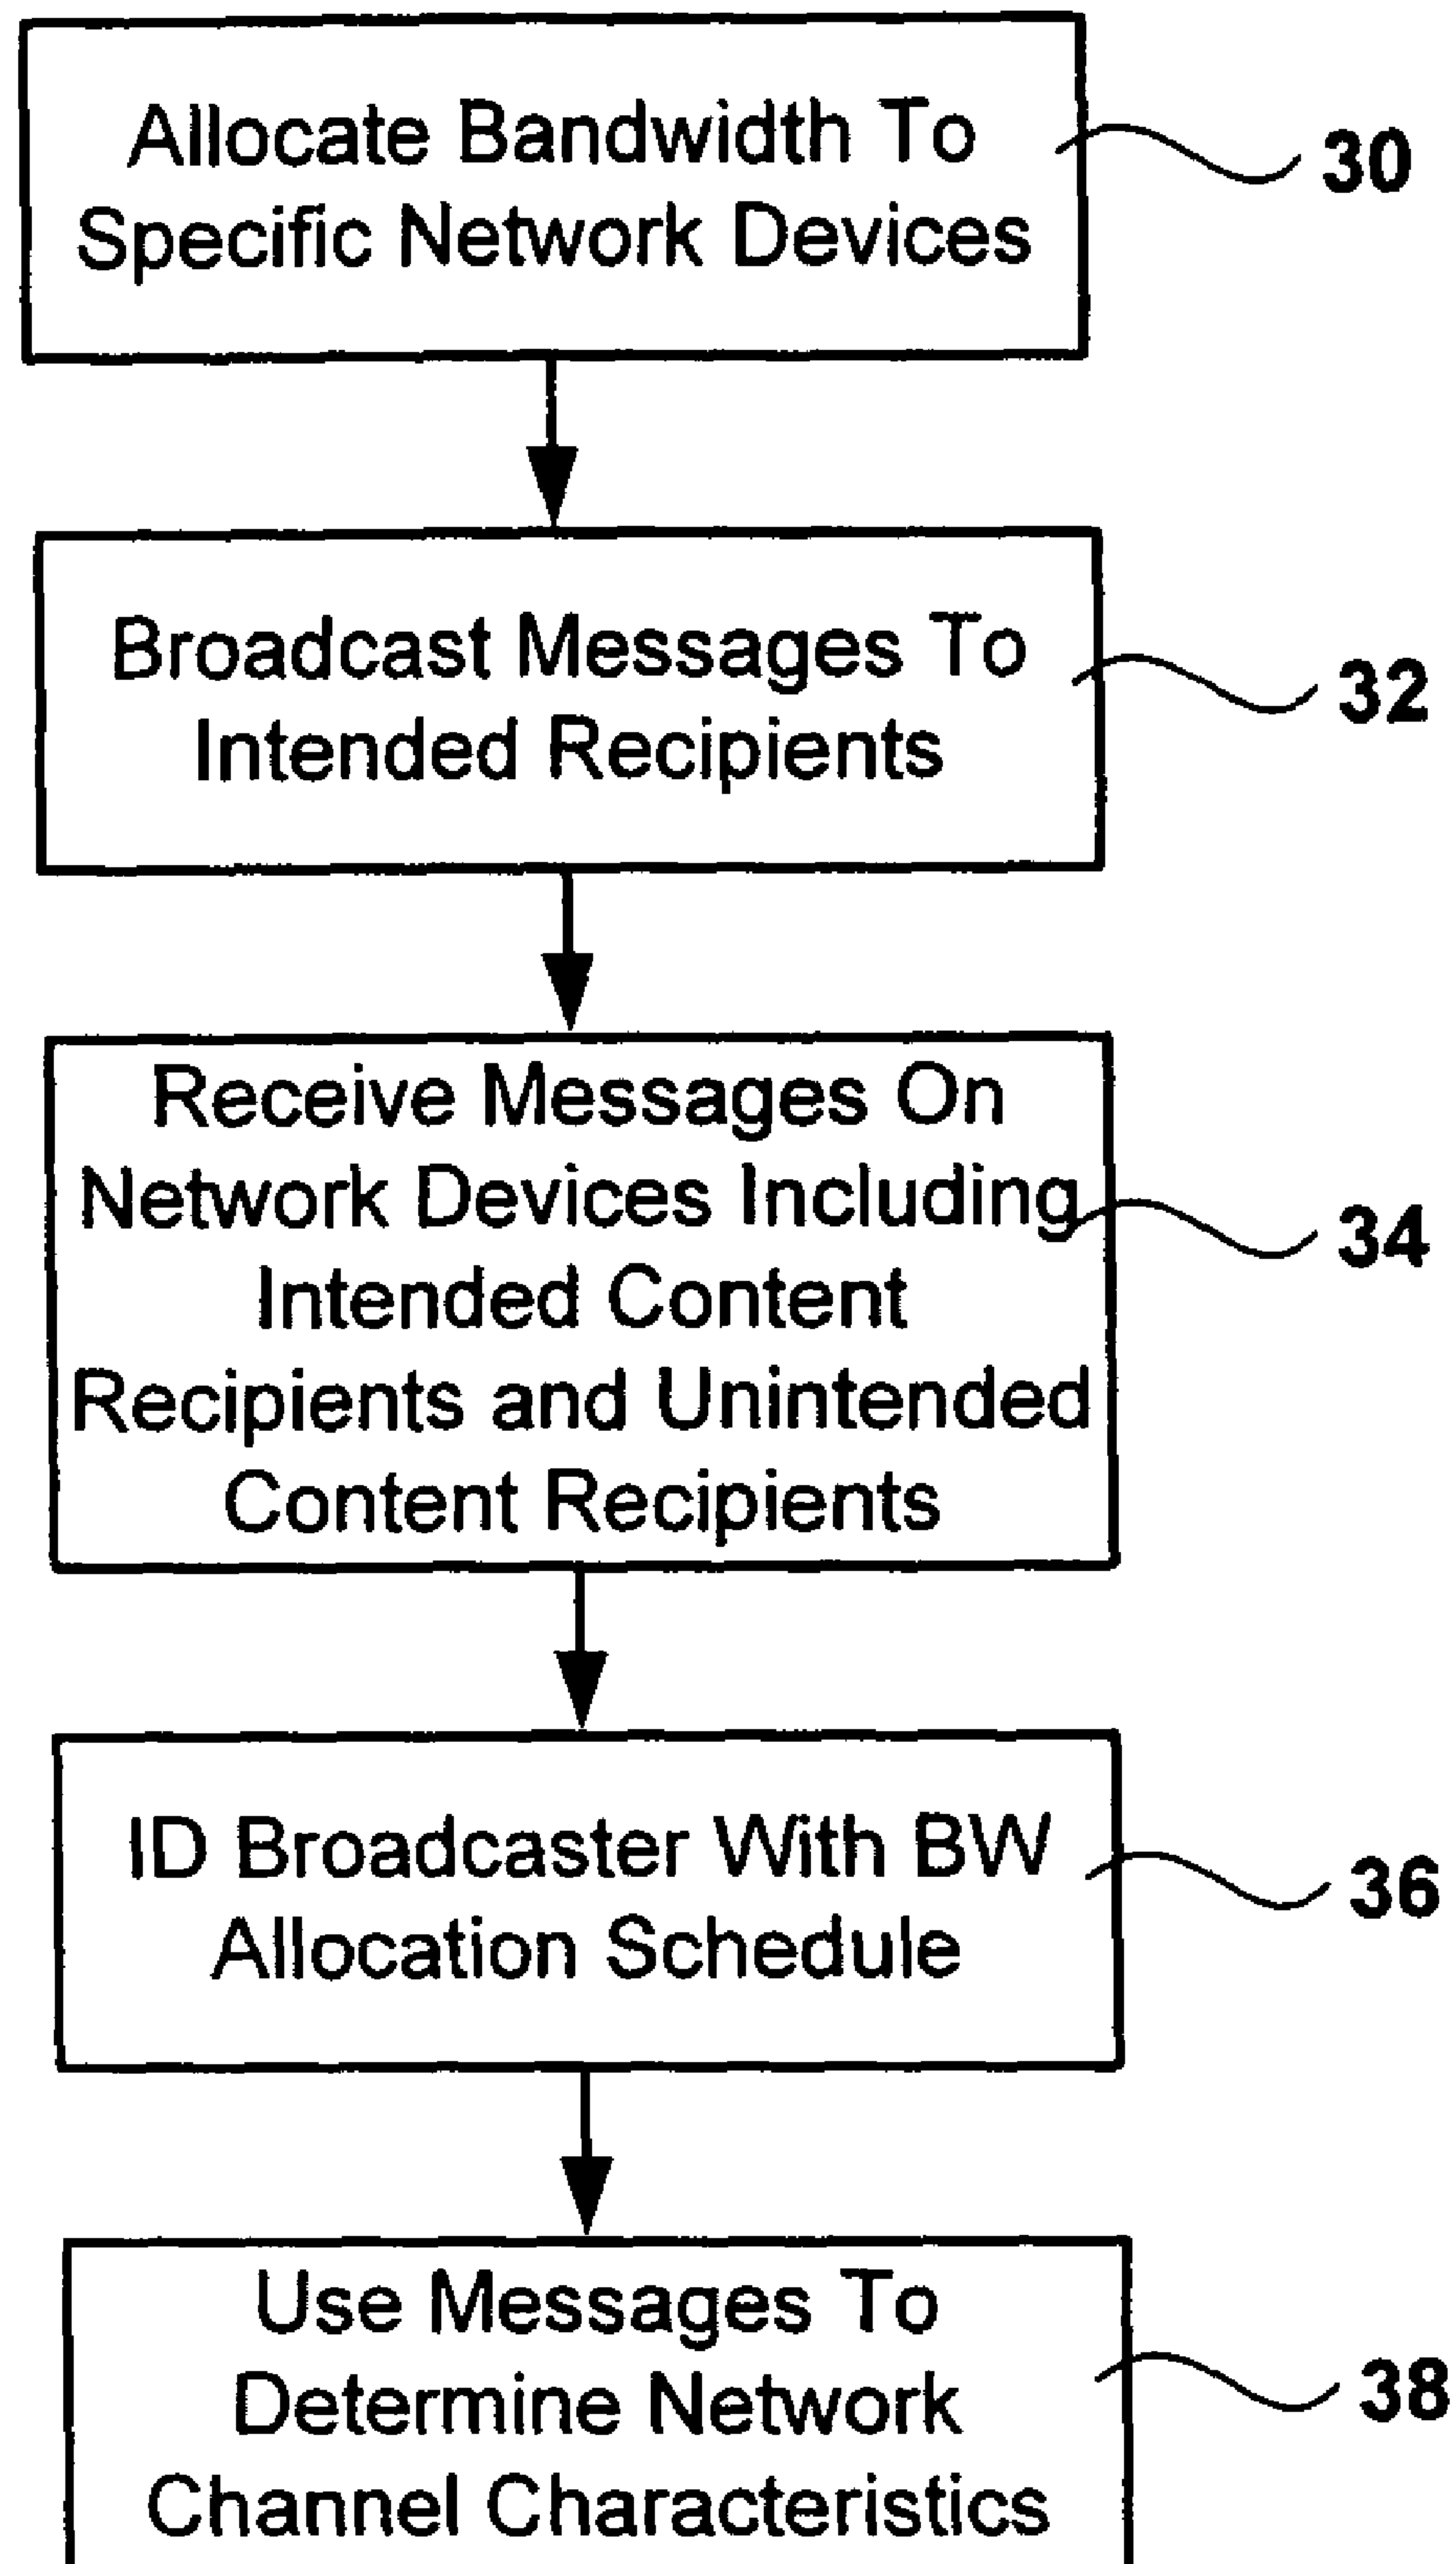 Allocate Bandwidth To
Specific Network Devices
30
Broadcast Messages To
Intended Recipients
32
Receive Messages On
Network Devices Including
Intended Content
Recipients and Unintended
Content Recipients
34
ID Broadcaster With BW
Allocation Schedule
36
Use Messages To
Determine Network
Channel Characteristics
38